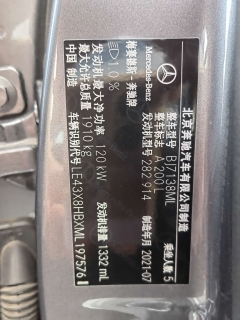 北京奔驰汽车有限公司制造
整车型号 BJ7138ML 乘坐人数 5
整车型号标志 A 200 L
发动机型号 282 914 制造年月 2021-07
Mercedes-Benz
梅赛德斯-奔驰牌
10%
发动机最大净功率 120 kW 发动机排量 1332 mL
最大允许总质量 1910 kg
车辆识别代号 LE48X8HBXML197576
中国 制造